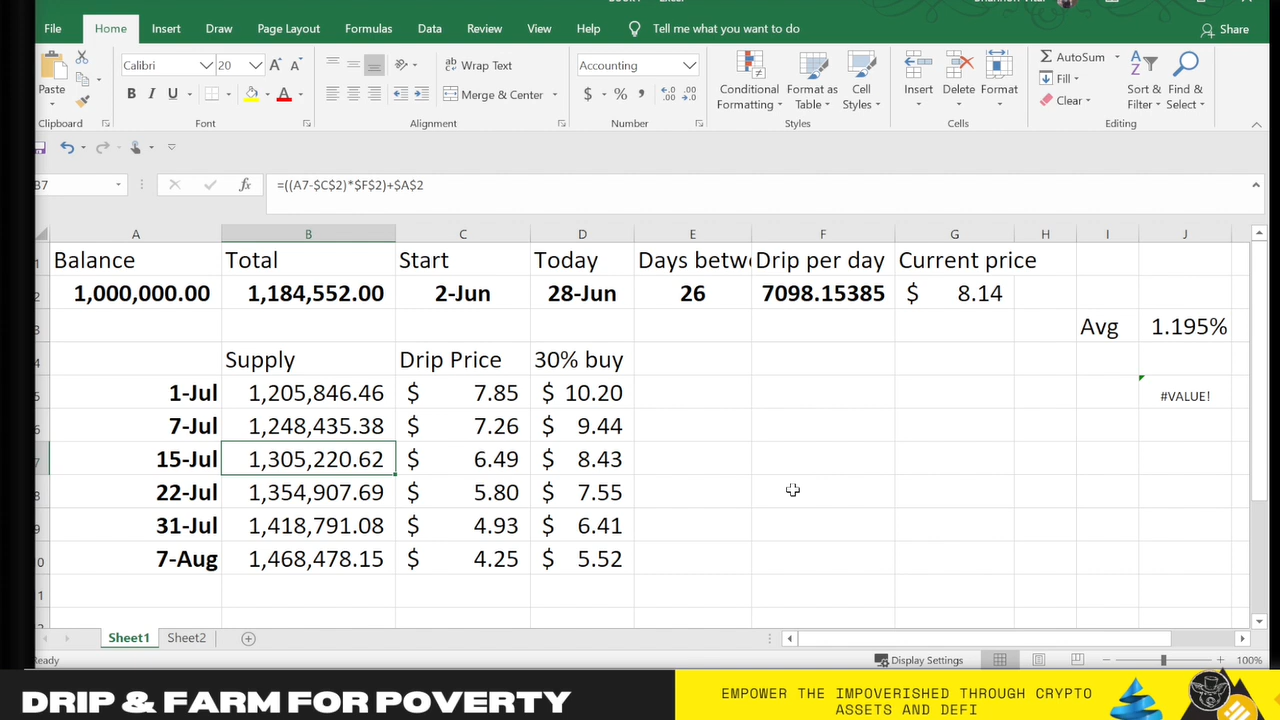 File Home Insert Draw Page Layout Formulas Data Review View Help Tell me what you want to do Share
Calibri 20 A A Wrap Text Accounting AutoSum
Paste B I U A Merge & Center $ % , Conditional Formatting Format as Table Cell Styles Insert Delete Format Fill Clear Sort & Filter Find & Select
Clipboard Font Alignment Number Styles Cells Editing
B7 fx =((A7-$C$2)*$F$2)+$A$2
A B C D E F G H I J
Balance Total Start Today Days betw Drip per day Current price
1,000,000.00 1,184,552.00 2-Jun 28-Jun 26 7098.15385 $ 8.14
Avg 1.195%
Supply Drip Price 30% buy
1-Jul 1,205,846.46 $ 7.85 $ 10.20 #VALUE!
7-Jul 1,248,435.38 $ 7.26 $ 9.44
15-Jul 1,305,220.62 $ 6.49 $ 8.43
22-Jul 1,354,907.69 $ 5.80 $ 7.55
31-Jul 1,418,791.08 $ 4.93 $ 6.41
7-Aug 1,468,478.15 $ 4.25 $ 5.52
Sheet1 Sheet2
Ready Display Settings 100%
DRIP & FARM FOR POVERTY
EMPOWER THE IMPOVERISHED THROUGH CRYPTO
ASSETS AND DEFI